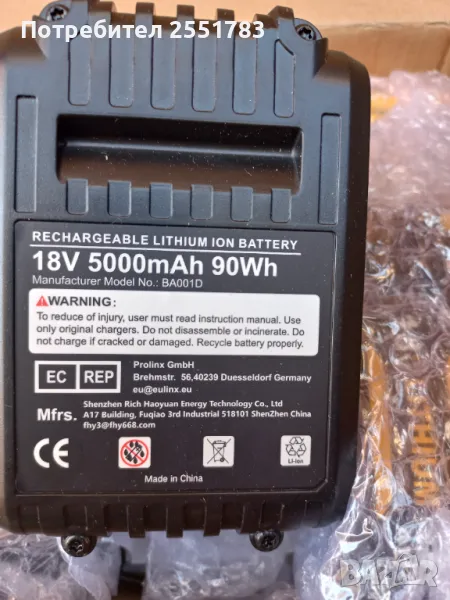 Потребител 2551783
RECHARGEABLE LITHIUM ION BATTERY
18V 5000mAh 90Wh
Manufacturer Model No.: BA001D
WARNING:
To reduce of injury, user must read instruction manual. Use
only original chargers. Do not disassemble or incinerate. Do
not charge if cracked or damaged. Recycle battery properly.
EC REP
Prolinx GmbH
Brehmstr. 56,40239 Duesseldorf Germany
eu@eulinx.eu
Mfrs.
Shenzhen Rich Haoyuan Energy Technology Co., Ltd
A17 Building, Fuqiao 3rd Industrial 518101 ShenZhen China
fhy3@fhy668.com
CE
Li-ion
Made in China
BAZAR